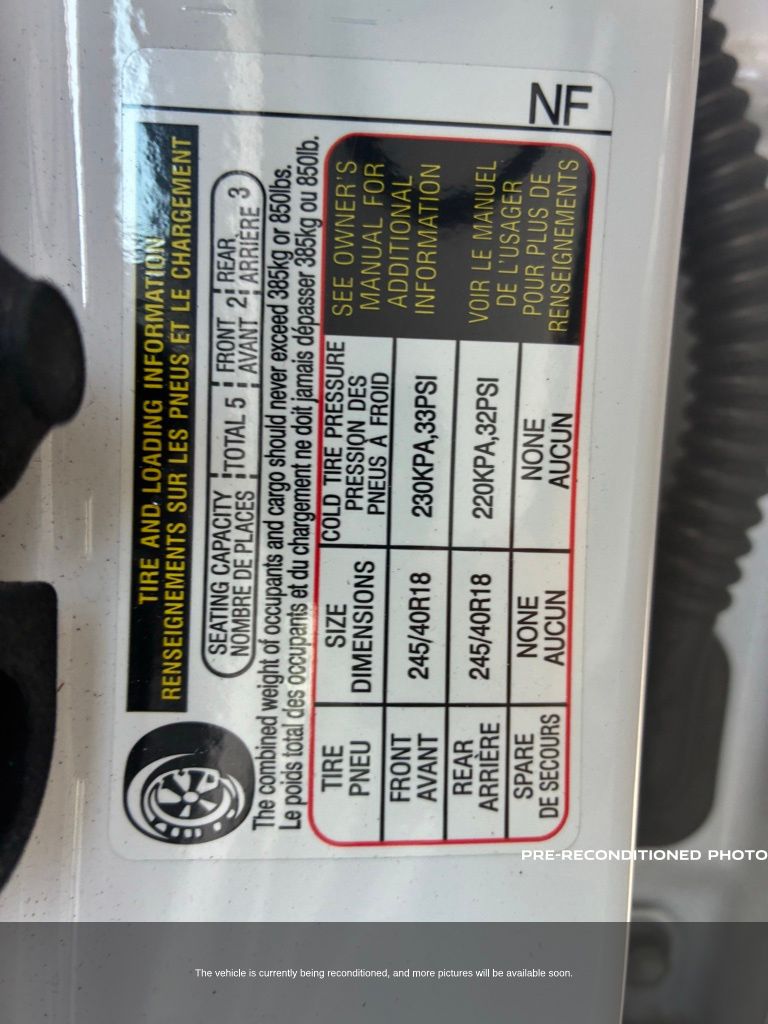 NF
TIRE AND LOADING INFORMATION
RENSEIGNEMENTS SUR LES PNEUS ET LE CHARGEMENT
SEATING CAPACITY TOTAL 5 FRONT 2 REAR 3
NOMBRE DE PLACES AVANT ARRIÈRE
The combined weight of occupants and cargo should never exceed 385kg or 850lbs.
Le poids total des occupants et du chargement ne doit jamais dépasser 385kg ou 850lb.
TIRE
PNEU
SIZE
DIMENSIONS
COLD TIRE PRESSURE
PRESSION DES
PNEUS À FROID
FRONT
AVANT
245/40R18
230KPA,33PSI
REAR
ARRIÈRE
245/40R18
220KPA,32PSI
SPARE
DE SECOURS
NONE
AUCUN
NONE
AUCUN
SEE OWNER'S
MANUAL FOR
ADDITIONAL
INFORMATION
VOIR LE MANUEL
DE L'USAGER
POUR PLUS DE
RENSEIGNEMENTS
PRE-RECONDITIONED PHOTO
The vehicle is currently being reconditioned, and more pictures will be available soon.